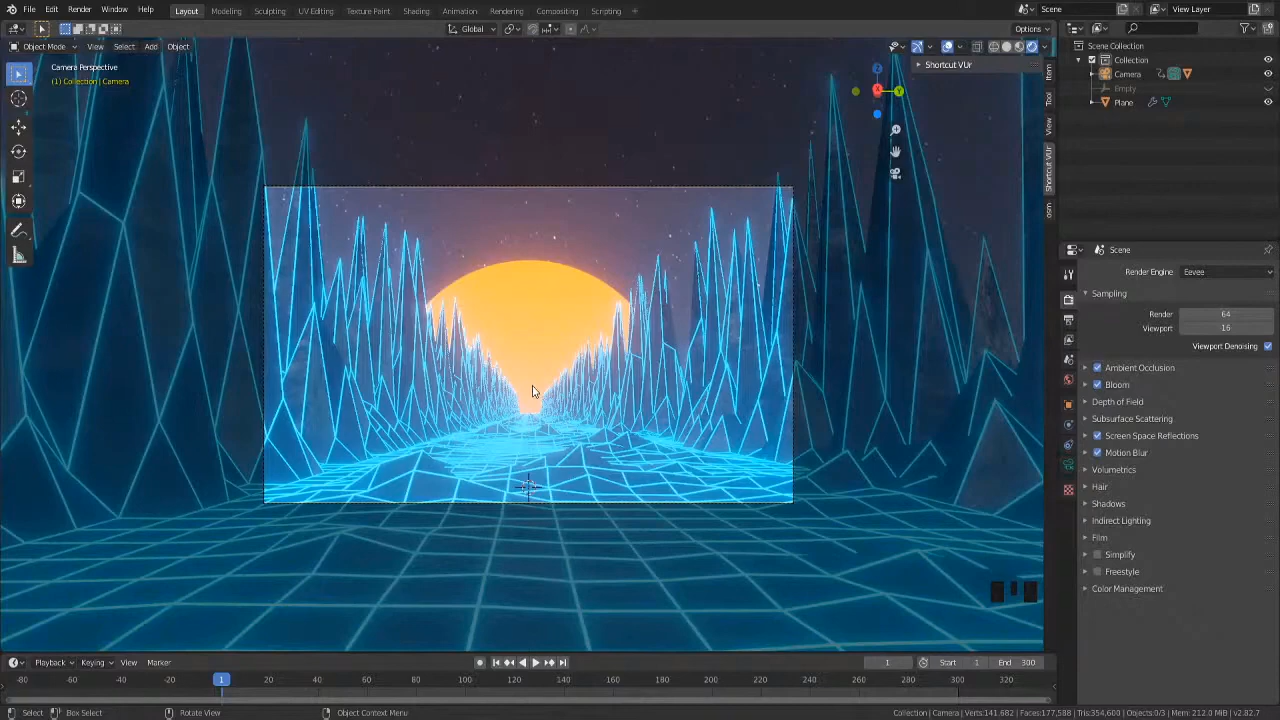 File Edit Render Window Help Layout Modeling Sculpting UV Editing Texture Paint Shading Animation Rendering Compositing Scripting Scene View Layer
Global Options
Object Mode View Select Add Object
Scene Collection
Camera Perspective
(1) Collection | Camera
Shortcut VUr
Collection
Camera
Empty
Plane
Item
Tool
View
Shortcut VUr
osm
X
Y
Z
Scene
Render Engine Eevee
Sampling
Render 64
Viewport 16
Viewport Denoising
Ambient Occlusion
Bloom
Depth of Field
Subsurface Scattering
Screen Space Reflections
Motion Blur
Volumetrics
Hair
Shadows
Indirect Lighting
Film
Simplify
Freestyle
Color Management
Playback Keying View Marker 1 Start 1 End 300
-80 -60 -40 -20 1 20 40 60 80 100 120 140 160 180 200 220 240 260 280 300 320
Select Box Select Rotate View Object Context Menu Collection | Camera | Verts:141,682 | Faces:177,588 | Tris:354,600 | Objects:0/3 | Mem: 212.0 MiB | v2.82.7